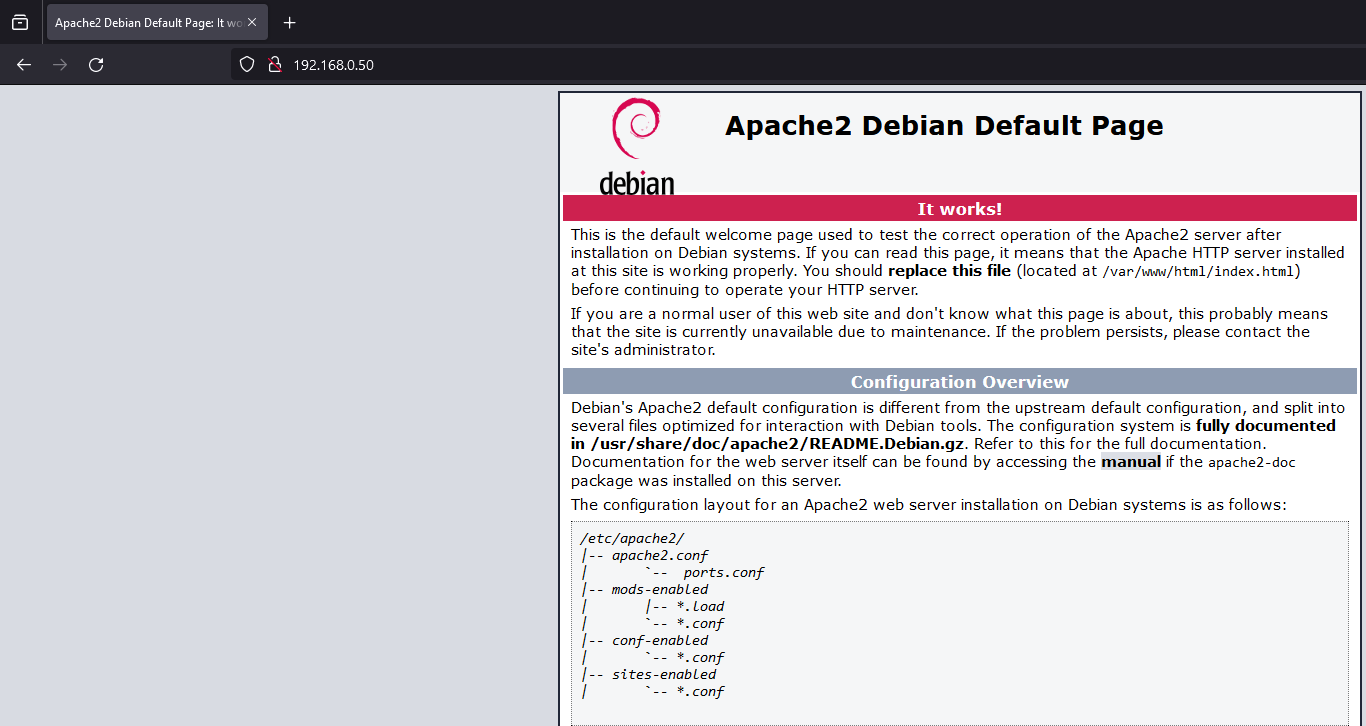 Apache2 Debian Default Page: It wo
192.168.0.50
debian
Apache2 Debian Default Page
It works!
This is the default welcome page used to test the correct operation of the Apache2 server after
installation on Debian systems. If you can read this page, it means that the Apache HTTP server installed
at this site is working properly. You should replace this file (located at /var/www/html/index.html)
before continuing to operate your HTTP server.
If you are a normal user of this web site and don't know what this page is about, this probably means
that the site is currently unavailable due to maintenance. If the problem persists, please contact the
site's administrator.
Configuration Overview
Debian's Apache2 default configuration is different from the upstream default configuration, and split into
several files optimized for interaction with Debian tools. The configuration system is fully documented
in /usr/share/doc/apache2/README.Debian.gz. Refer to this for the full documentation.
Documentation for the web server itself can be found by accessing the manual if the apache2-doc
package was installed on this server.
The configuration layout for an Apache2 web server installation on Debian systems is as follows:
/etc/apache2/
|-- apache2.conf
|       `--  ports.conf
|-- mods-enabled
|       |-- *.load
|       `-- *.conf
|-- conf-enabled
|       `-- *.conf
|-- sites-enabled
|       `-- *.conf